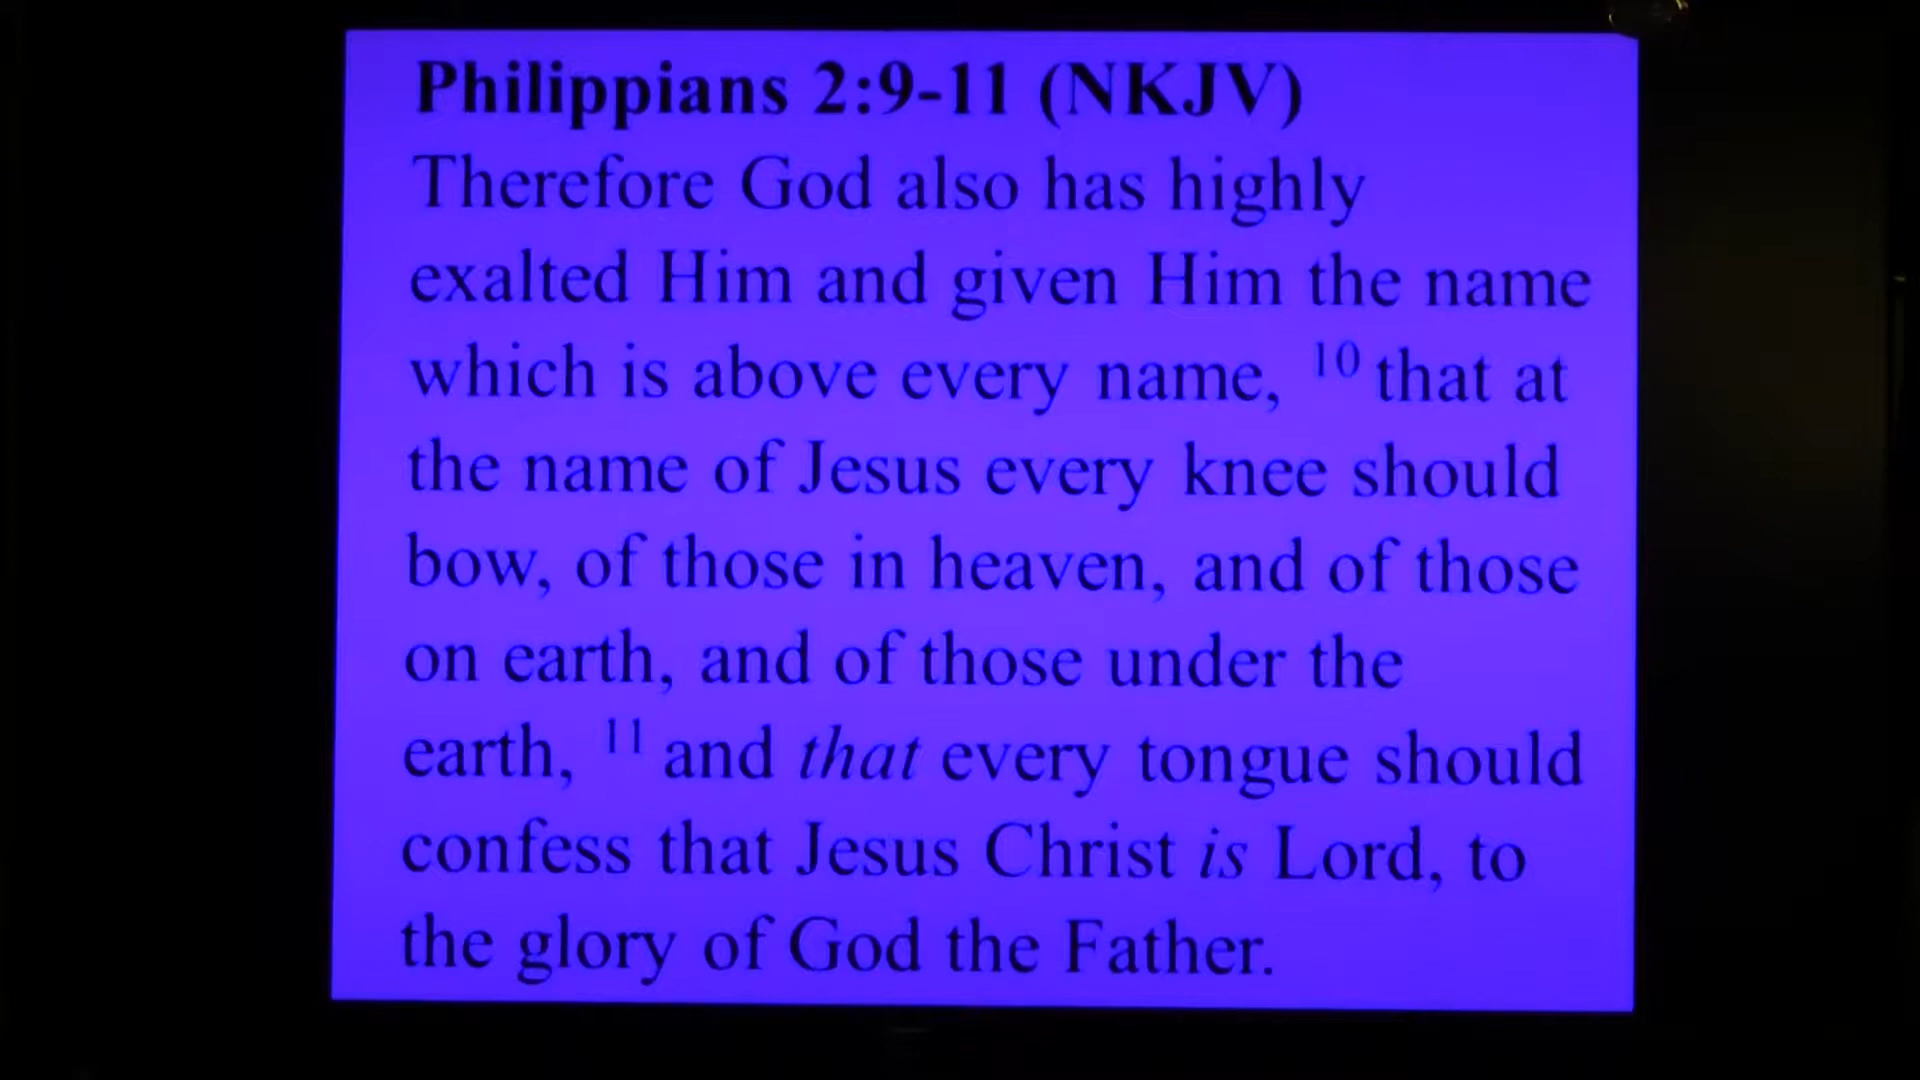 Philippians 2:9-11 (NKJV)
Therefore God also has highly
exalted Him and given Him the name
which is above every name, 10 that at
the name of Jesus every knee should
bow, of those in heaven, and of those
on earth, and of those under the
earth, 11 and that every tongue should
confess that Jesus Christ is Lord, to
the glory of God the Father.